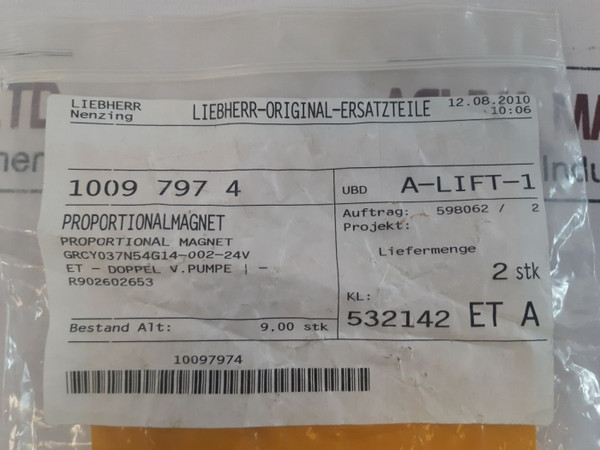 LIEBHERR
Nenzing
LIEBHERR-ORIGINAL-ERSATZTEILE
12.08.2010
10:06
1009 797 4
UBD A-LIFT-1
PROPORTIONALMAGNET
PROPORTIONAL MAGNET
GRCY037N54G14-002-24V
ET - DOPPEL V.PUMPE | -
R902602653
Auftrag: 598062 / 2
Projekt:
Liefermenge
2 stk
KL:
532142 ET A
Bestand Alt: 9.00 stk
10097974